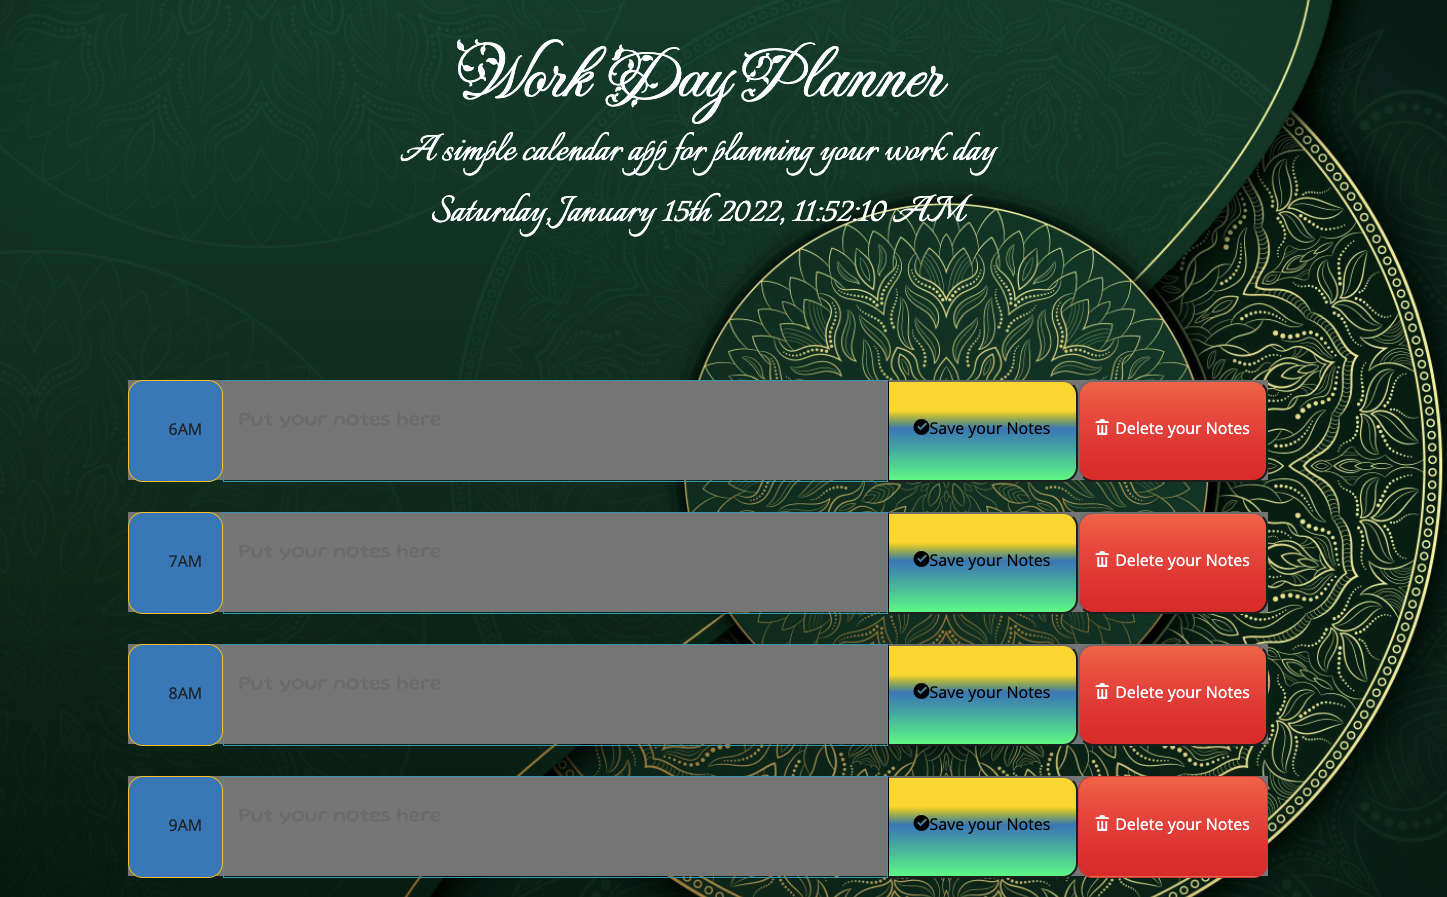 Work Day Planner
A simple calendar app for planning your work day
Saturday, January 15th 2022, 11:52:10 AM
6AM Put your notes here Save your Notes Delete your Notes
7AM Put your notes here Save your Notes Delete your Notes
8AM Put your notes here Save your Notes Delete your Notes
9AM Put your notes here Save your Notes Delete your Notes